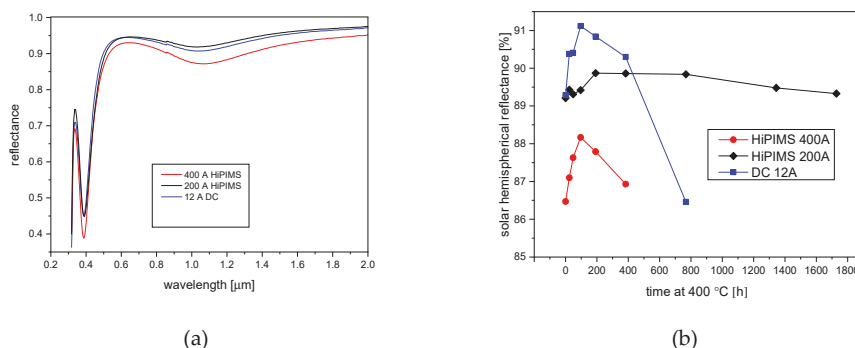 1.0
0.9
0.8
0.7
0.6
0.5
0.4
0.2 0.4 0.6 0.8 1.0 1.2 1.4 1.6 1.8 2.0
reflectance
wavelength [μm]
400 A HiPIMS
200 A HiPIMS
12 A DC
(a)
92
91
90
89
88
87
86
85
0 200 400 600 800 1000 1200 1400 1600 1800
solar hemispherical reflectance [%]
time at 400 °C [h]
HiPIMS 400A
HiPIMS 200A
DC 12A
(b)